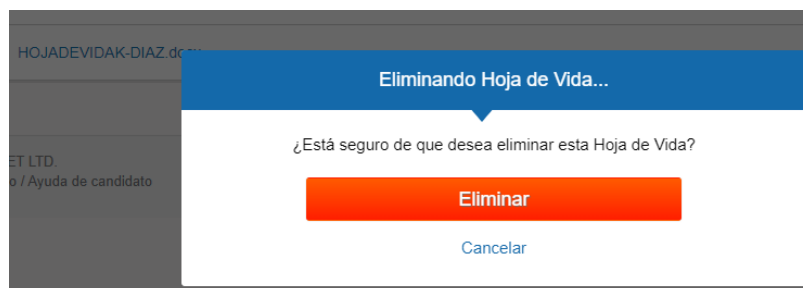 HOJADEVIDAK-DIAZ.docx
Eliminando Hoja de Vida...
¿Está seguro de que desea eliminar esta Hoja de Vida?
ET LTD.
o / Ayuda de candidato
Eliminar
Cancelar